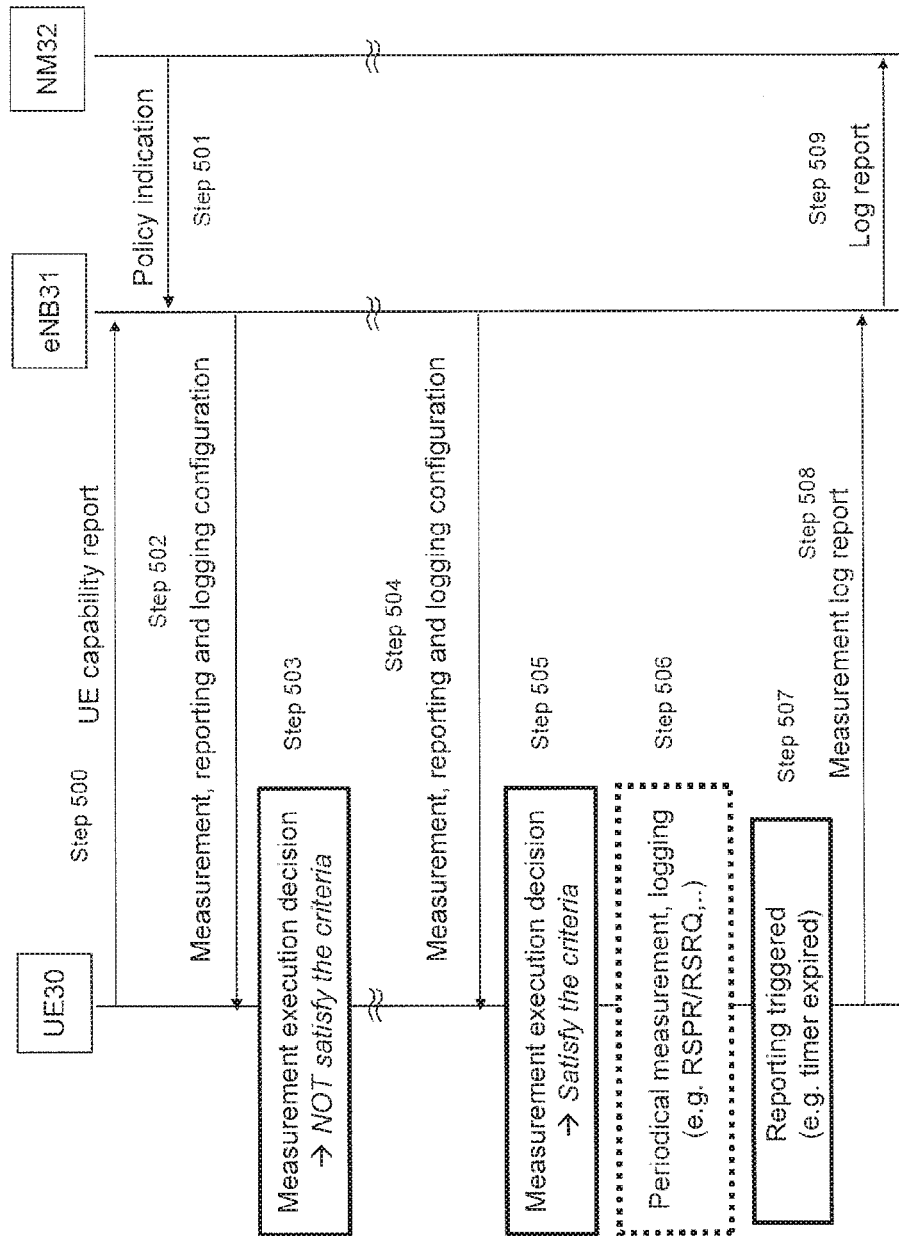 UE30
eNB31
NM32
Step 500
UE capability report
Policy indication
Step 501
Step 502
Measurement, reporting and logging configuration
Measurement execution decision
→ NOT satisfy the criteria
Step 503
Step 504
Measurement, reporting and logging configuration
Measurement execution decision
→ Satisfy the criteria
Step 505
Periodical measurement, logging
(e.g. RSPR/RSRQ,..)
Step 506
Reporting triggered
(e.g. timer expired)
Step 507
Step 508
Measurement log report
Step 509
Log report